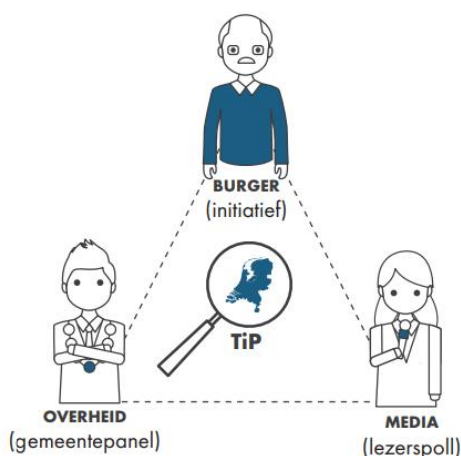 BURGER
(initiatief)
TiP
OVERHEID
(gemeentepanel)
MEDIA
(lezerspoll)